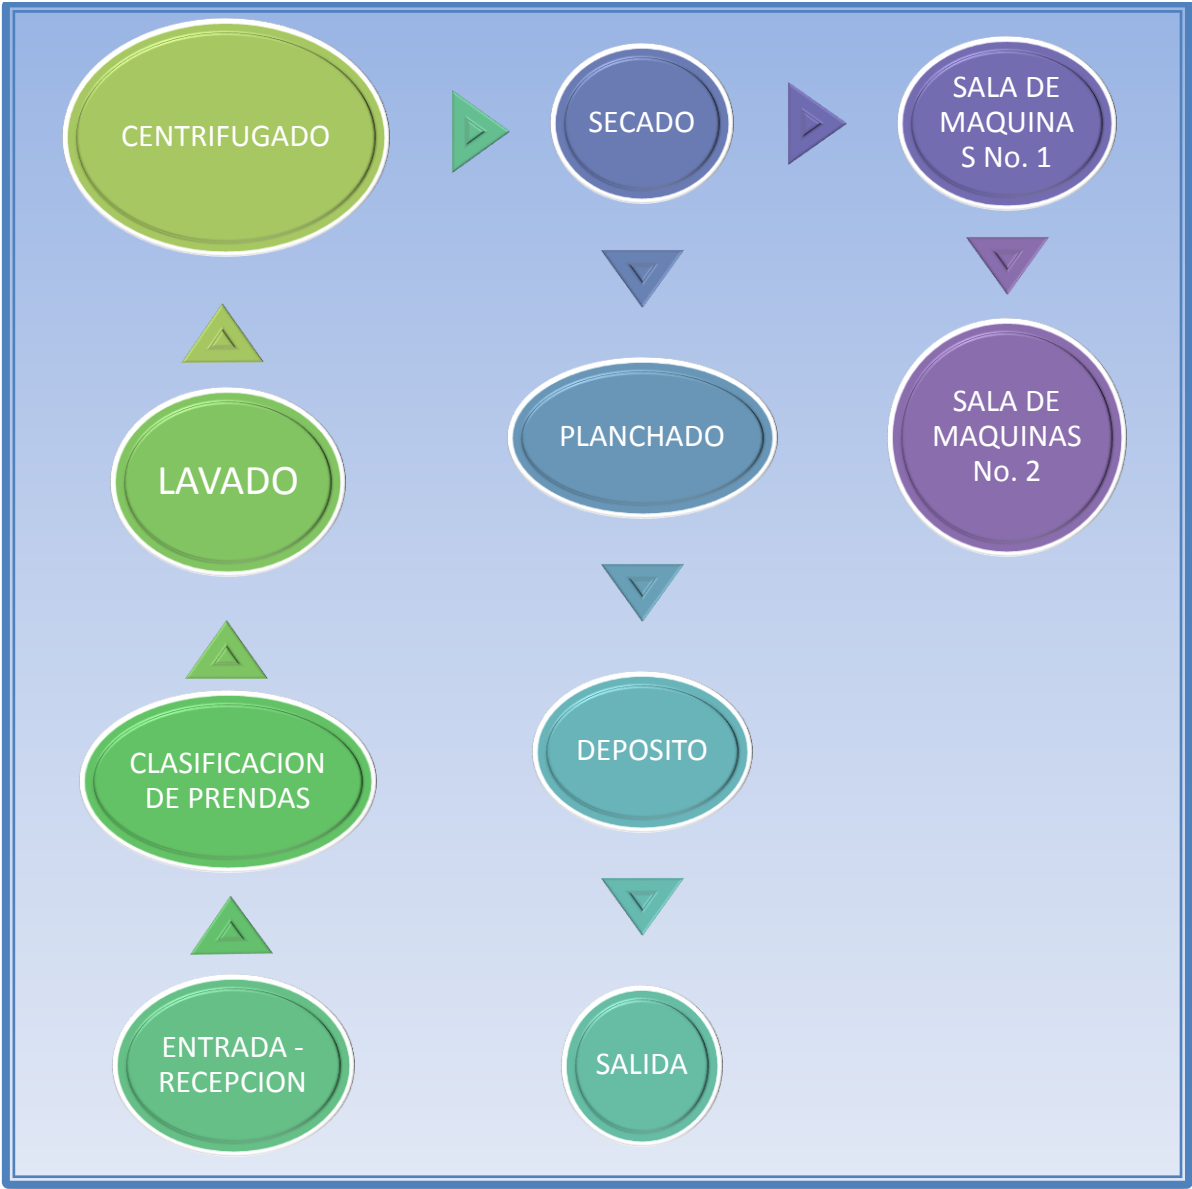 CENTRIFUGADO
SECADO
SALA DE
MAQUINA
S No. 1
LAVADO
PLANCHADO
SALA DE
MAQUINAS
No. 2
CLASIFICACION
DE PRENDAS
DEPOSITO
ENTRADA -
RECEPCION
SALIDA